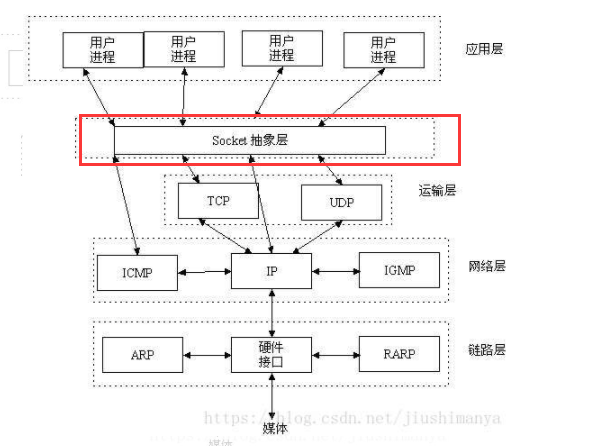 用户 用户 用户 用户
进程 进程 进程 进程
应用层
Socket 抽象层
运输层
TCP
UDP
网络层
ICMP
IP
IGMP
链路层
ARP
硬件
接口
RARP
媒体
https://blog.csdn.net/jiushimanya
媒体